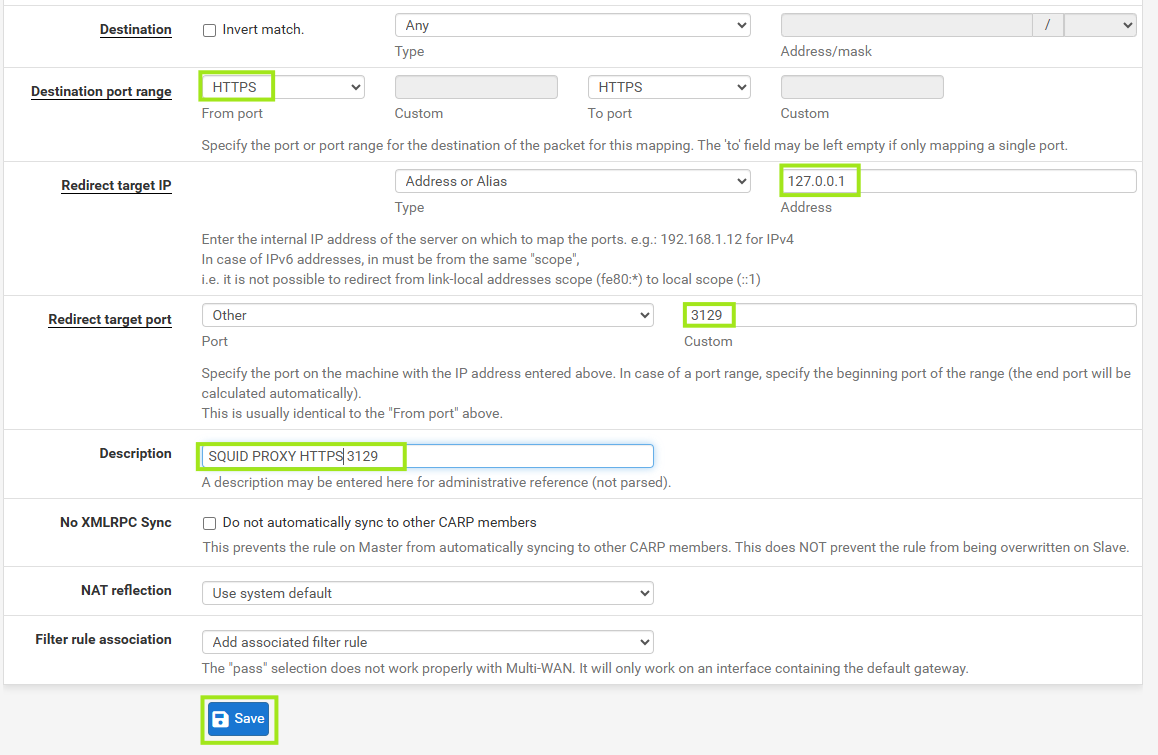 Destination Invert match. Any /
Type Address/mask
Destination port range HTTPS HTTPS
From port Custom To port Custom
Specify the port or port range for the destination of the packet for this mapping. The 'to' field may be left empty if only mapping a single port.
Redirect target IP Address or Alias 127.0.0.1
Type Address
Enter the internal IP address of the server on which to map the ports. e.g.: 192.168.1.12 for IPv4
In case of IPv6 addresses, in must be from the same "scope",
i.e. it is not possible to redirect from link-local addresses scope (fe80:*) to local scope (::1)
Redirect target port Other 3129
Port Custom
Specify the port on the machine with the IP address entered above. In case of a port range, specify the beginning port of the range (the end port will be
calculated automatically).
This is usually identical to the "From port" above.
Description SQUID PROXY HTTPS 3129
A description may be entered here for administrative reference (not parsed).
No XMLRPC Sync Do not automatically sync to other CARP members
This prevents the rule on Master from automatically syncing to other CARP members. This does NOT prevent the rule from being overwritten on Slave.
NAT reflection Use system default
Filter rule association Add associated filter rule
The "pass" selection does not work properly with Multi-WAN. It will only work on an interface containing the default gateway.
Save